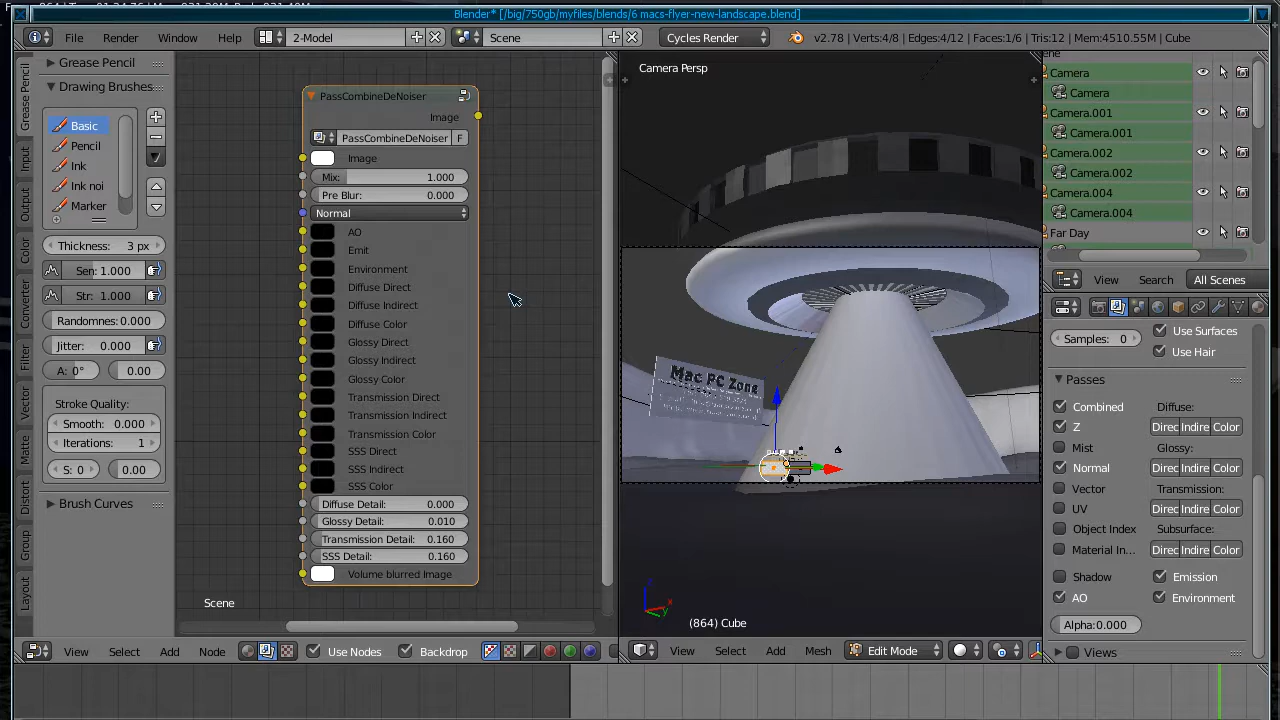 Blender* [/big/750gb/myfiles/blends/6 macs-flyer-new-landscape.blend]
File Render Window Help 2-Model Scene Cycles Render v2.78 | Verts:4/8 | Edges:4/12 | Faces:1/6 | Tris:12 | Mem:4510.55M | Cube
Grease Pencil
Drawing Brushes
Basic
Pencil
Ink
Ink noi
Marker
Thickness: 3 px
Sen: 1.000
Str: 1.000
Randomnes: 0.000
Jitter: 0.000
A: 0° 0.00
Stroke Quality:
Smooth: 0.000
Iterations: 1
S: 0 0.00
Brush Curves
Grease Pencil
Input
Output
Color
Converter
Filter
Vector
Matte
Distort
Group
Layout
PassCombineDeNoiser
Image
PassCombineDeNoiser F
Image
Mix: 1.000
Pre Blur: 0.000
Normal
AO
Emit
Environment
Diffuse Direct
Diffuse Indirect
Diffuse Color
Glossy Direct
Glossy Indirect
Glossy Color
Transmission Direct
Transmission Indirect
Transmission Color
SSS Direct
SSS Indirect
SSS Color
Diffuse Detail: 0.000
Glossy Detail: 0.010
Transmission Detail: 0.160
SSS Detail: 0.160
Volume blurred Image
Scene
View Select Add Node Use Nodes Backdrop
Camera Persp
Mac PC Zone
(864) Cube
View Select Add Mesh Edit Mode
Camera
Camera
Camera.001
Camera.001
Camera.002
Camera.002
Camera.004
Camera.004
Far Day
View Search All Scenes
Samples: 0
Use Surfaces
Use Hair
Passes
Combined Diffuse:
Z Direc Indire Color
Mist Glossy:
Normal Direc Indire Color
Vector Transmission:
UV Direc Indire Color
Object Index Subsurface:
Material In... Direc Indire Color
Shadow Emission
AO Environment
Alpha:0.000
Views